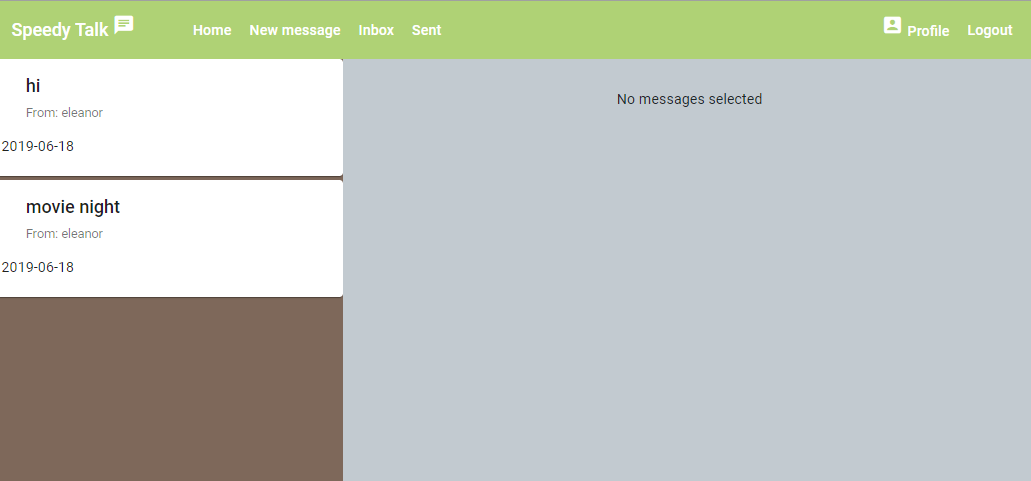 Speedy Talk Home New message Inbox Sent Profile Logout
hi
From: eleanor
2019-06-18
movie night
From: eleanor
2019-06-18
No messages selected